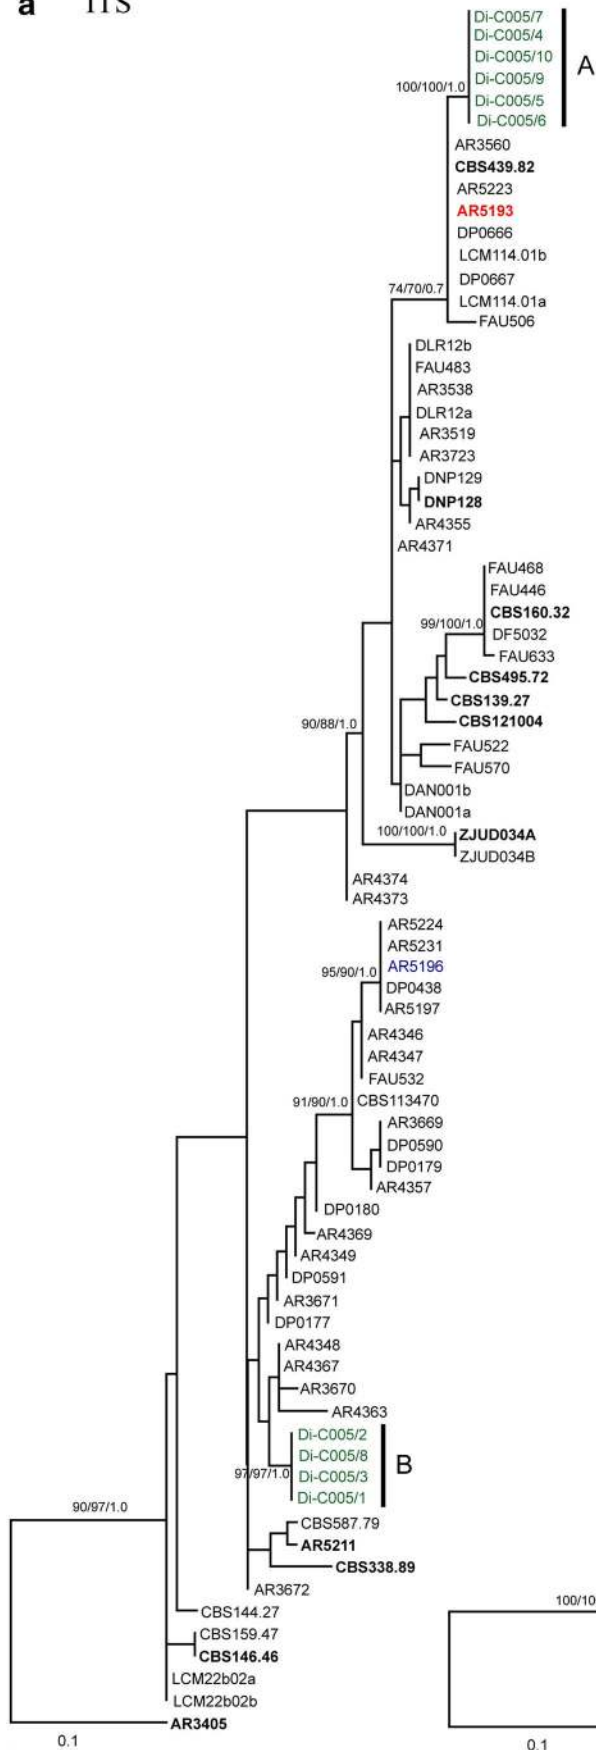 a ITS
Di-C005/7
Di-C005/4
Di-C005/10
A
Di-C005/9
100/100/1.0
Di-C005/5
Di-C005/6
AR3560
CBS439.82
AR5223
AR5193
DP0666
LCM114.01b
DP0667
74/70/0.7
LCM114.01a
FAU506
DLR12b
FAU483
AR3538
DLR12a
AR3519
AR3723
DNP129
DNP128
AR4355
AR4371
FAU468
FAU446
CBS160.32
99/100/1.0
DF5032
FAU633
CBS495.72
CBS139.27
CBS121004
90/88/1.0
FAU522
FAU570
DAN001b
DAN001a
100/100/1.0
ZJUD034A
ZJUD034B
AR4374
AR4373
AR5224
AR5231
AR5196
95/90/1.0
DP0438
AR5197
AR4346
AR4347
FAU532
91/90/1.0
CBS113470
AR3669
DP0590
DP0179
AR4357
DP0180
AR4369
AR4349
DP0591
AR3671
DP0177
AR4348
AR4367
AR3670
AR4363
Di-C005/2
Di-C005/8
B
97/97/1.0
Di-C005/3
Di-C005/1
90/97/1.0
CBS587.79
AR5211
CBS338.89
AR3672
100/10
CBS144.27
CBS159.47
CBS146.46
LCM22b02a
LCM22b02b
AR3405
0.1
0.1